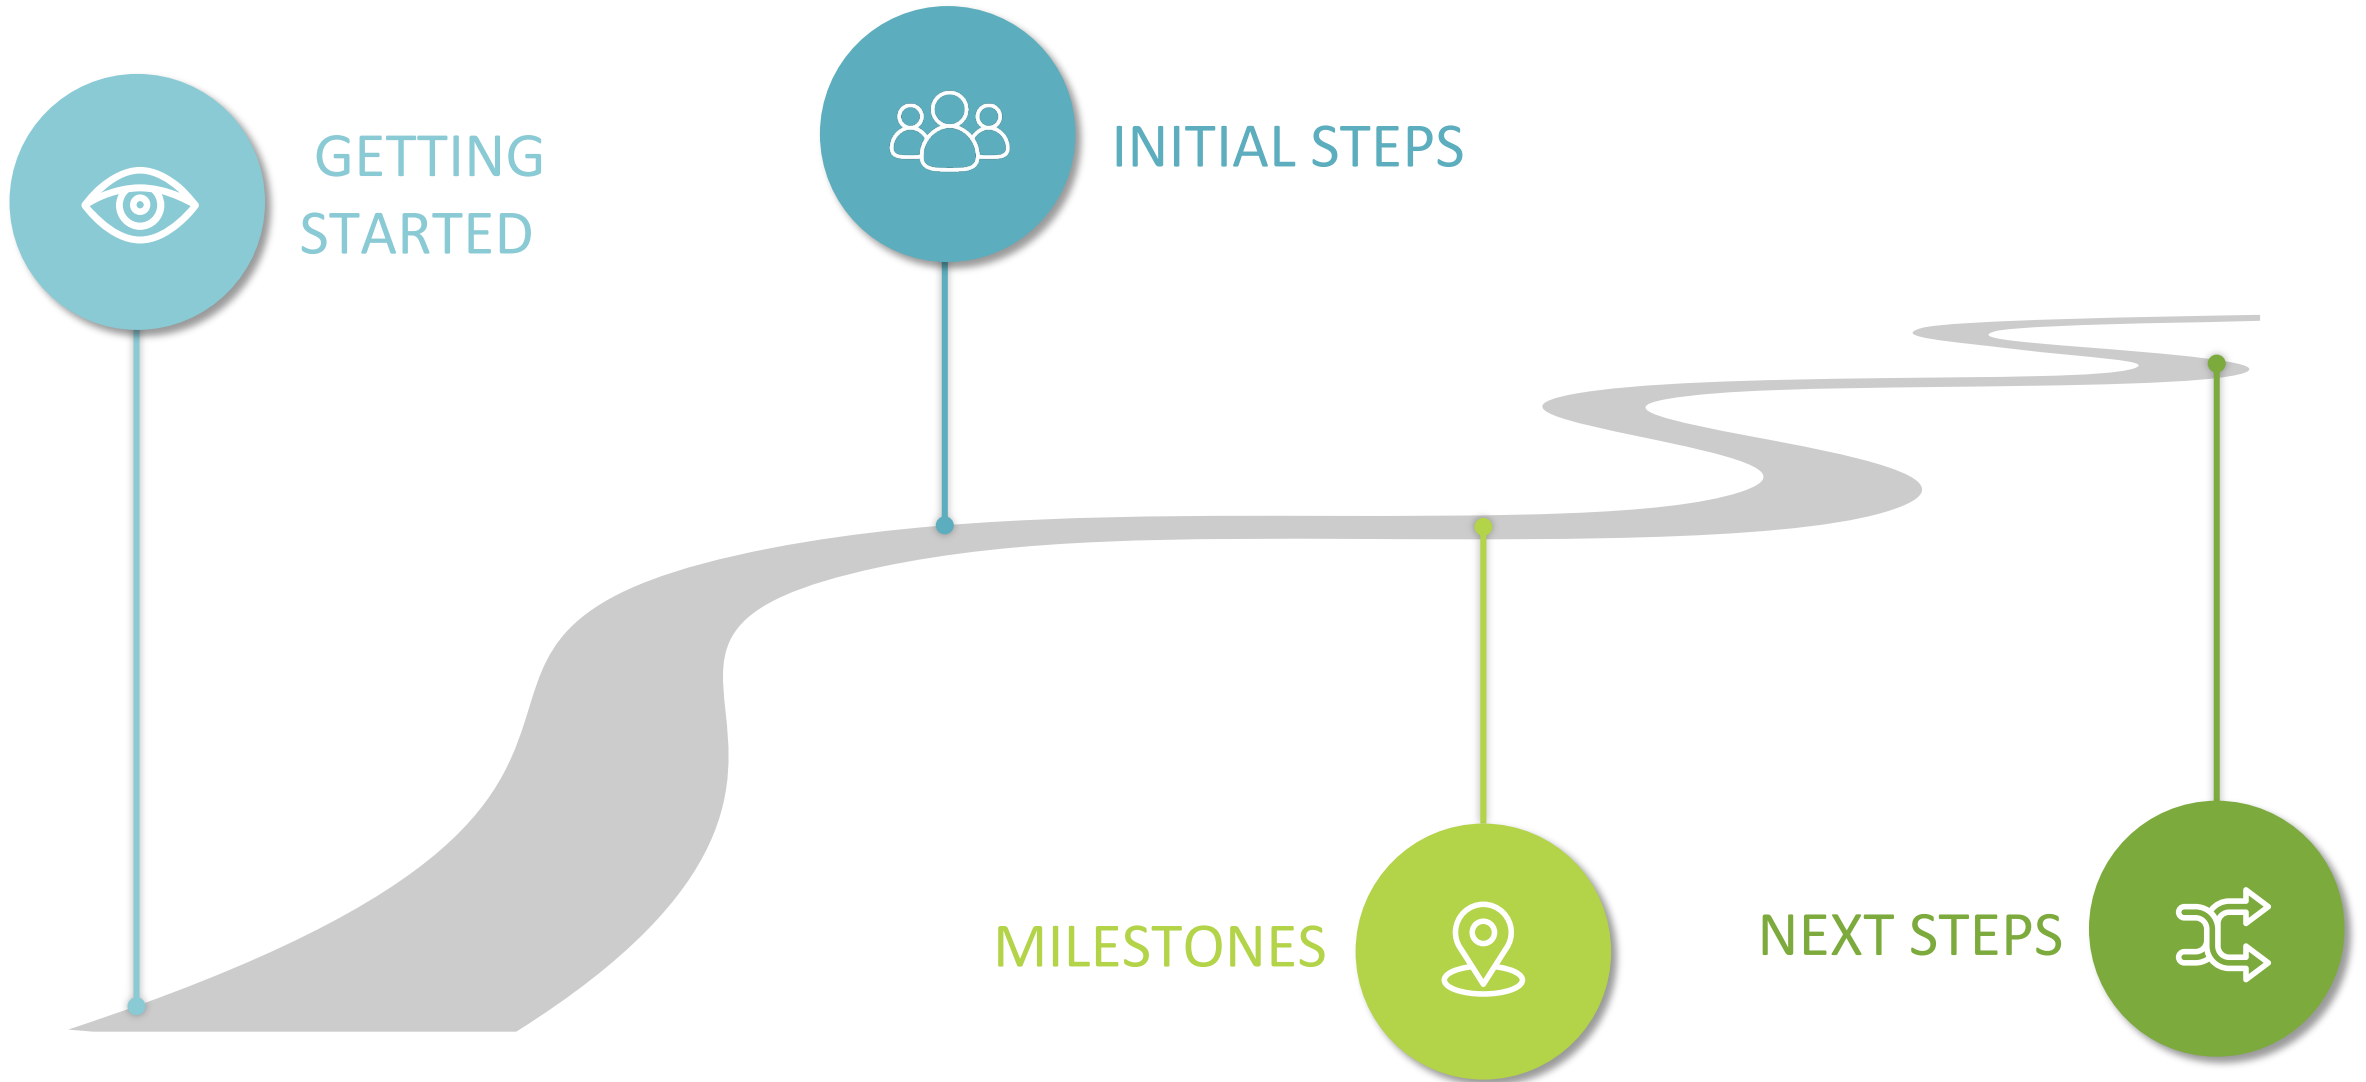 GETTING
STARTED
INITIAL STEPS
MILESTONES
NEXT STEPS